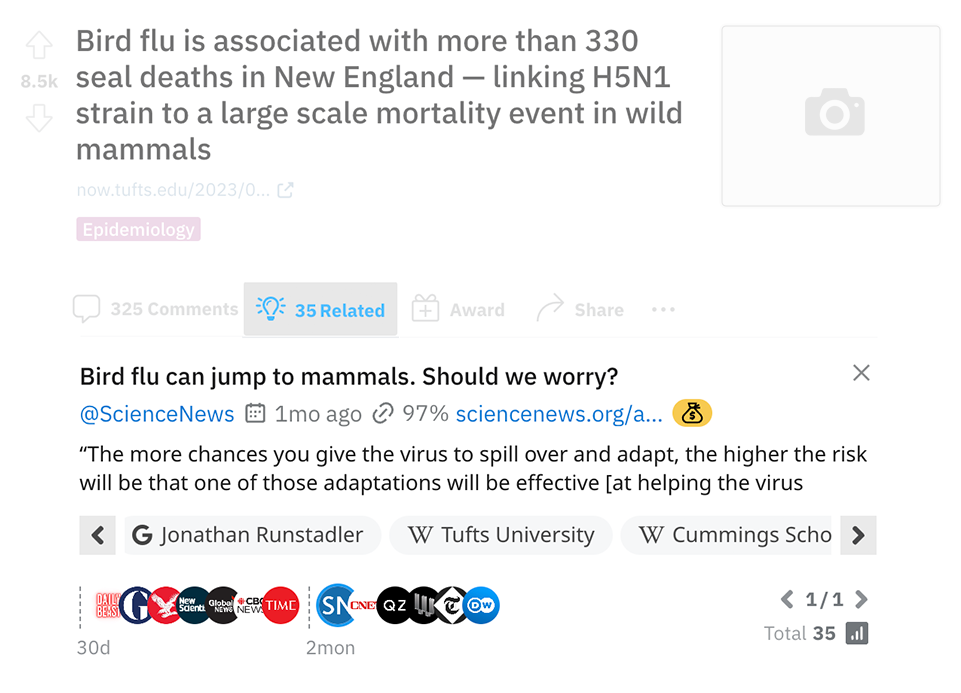 Bird flu is associated with more than 330
seal deaths in New England — linking H5N1
strain to a large scale mortality event in wild
mammals
8.5k
now.tufts.edu/2023/0...
Epidemiology
325 Comments
35 Related
Award
Share
Bird flu can jump to mammals. Should we worry?
@ScienceNews 1mo ago 97% sciencenews.org/a...
“The more chances you give the virus to spill over and adapt, the higher the risk
will be that one of those adaptations will be effective [at helping the virus
G Jonathan Runstadler
W Tufts University
W Cummings Scho
DAILY BEAST
G
New Scienti
Global NEWS
CBC NEWS
TIME
SN
CNE
QZ
W
T
DW
1/1
Total 35
30d
2mon